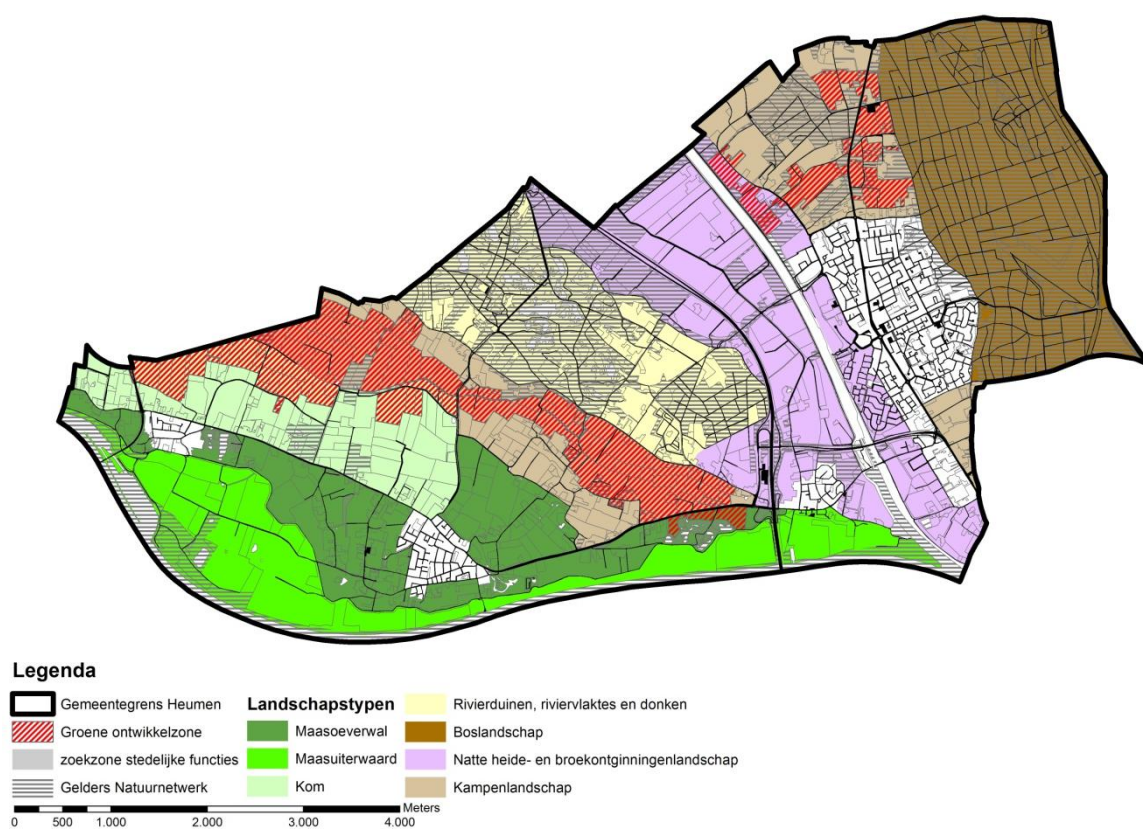 Legenda
Gemeentegrens Heumen
Groene ontwikkelzone
zoekzone stedelijke functies
Gelders Natuurnetwerk
Landschapstypen
Maasoeverwal
Maasuiterwaard
Kom
Rivierduinen, riviervlaktes en donken
Boslandschap
Natte heide- en broekontginningenlandschap
Kampenlandschap
Meters
0 500 1.000 2.000 3.000 4.000